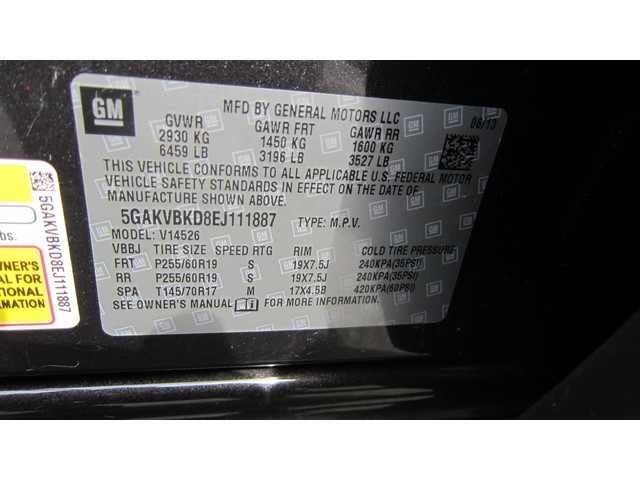 GM
MFD BY GENERAL MOTORS LLC
08/13
GVWR GAWR FRT GAWR RR
2930 KG 1450 KG 1600 KG
6459 LB 3196 LB 3527 LB
THIS VEHICLE CONFORMS TO ALL APPLICABLE U.S. FEDERAL MOTOR
VEHICLE SAFETY STANDARDS IN EFFECT ON THE DATE OF
MANUFACTURE SHOWN ABOVE.
5GAKVBKD8EJ111887 TYPE: M.P.V.
MODEL: V14526
VBBJ TIRE SIZE SPEED RTG RIM COLD TIRE PRESSURE
FRT P255/60R19 S 19X7.5J 240KPA(35PSI)
RR P255/60R19 S 19X7.5J 240KPA(35PSI)
SPA T145/70R17 M 17X4.5B 420KPA(60PSI)
SEE OWNER'S MANUAL FOR MORE INFORMATION.
5GAKVBKD8EJ111887
bs.
WNER'S
AL FOR
TIONAL
MATION